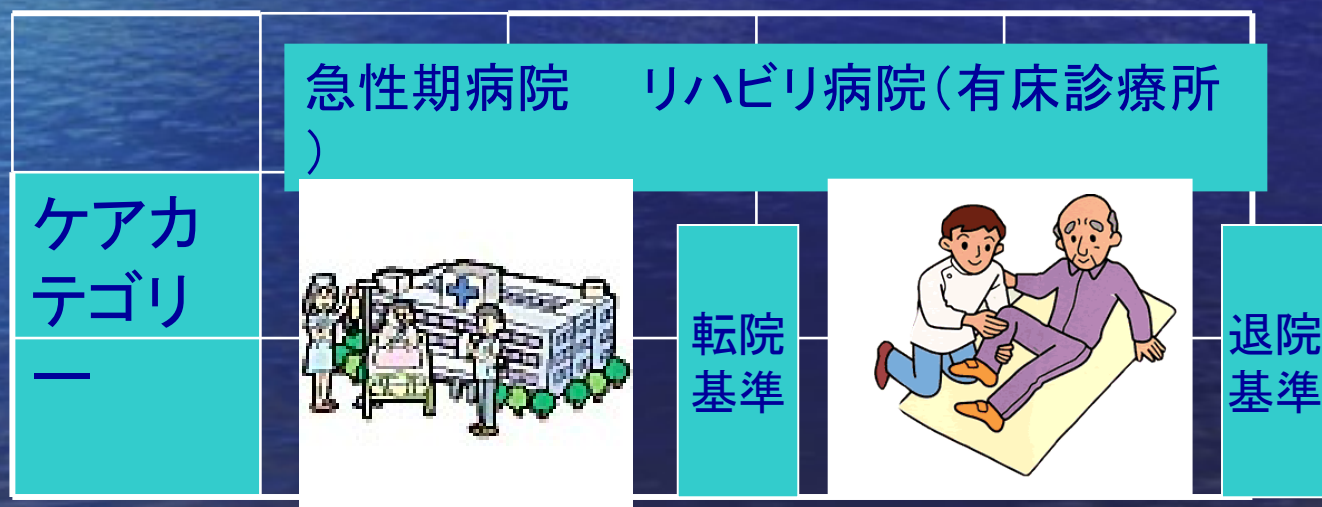 急性期病院　　リハビリ病院（有床診療所
）
ケアカ
テゴリ
ー
転院
基準
退院
基準